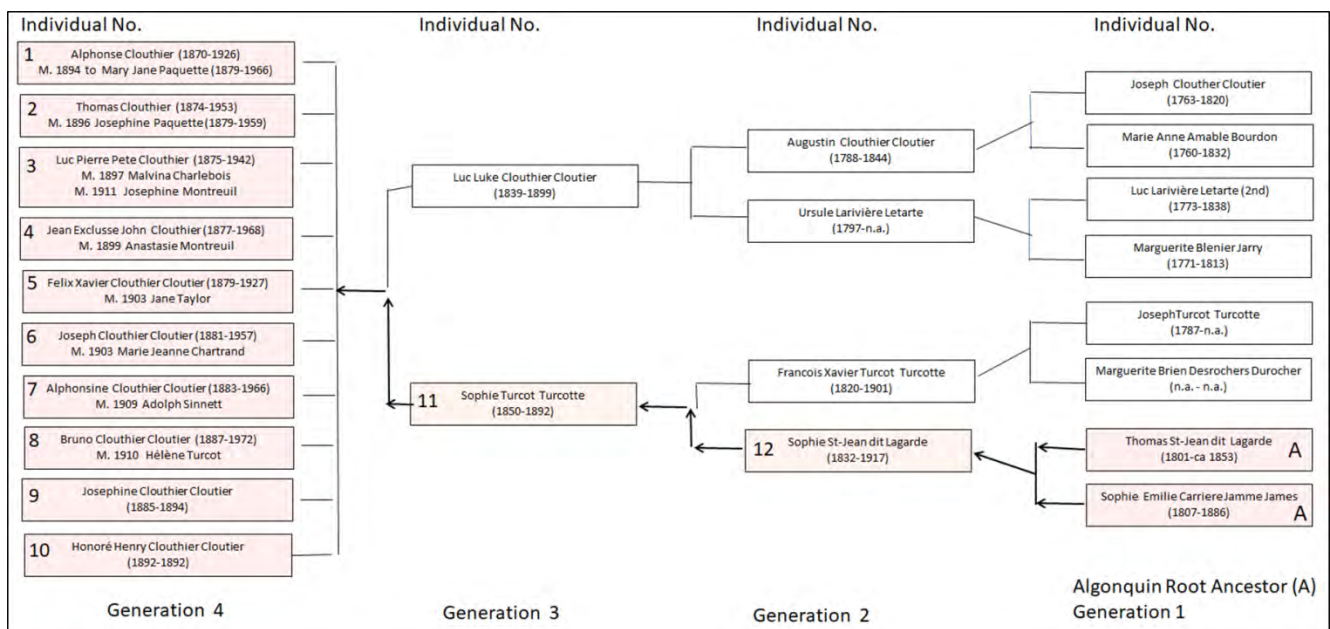 Individual No.
Individual No.
Individual No.
Individual No.
1
Alphonse Clouthier (1870-1926)
M. 1894 to Mary Jane Paquette (1879-1966)
2
Thomas Clouthier (1874-1953)
M. 1896 Josephine Paquette (1879-1959)
3
Luc Pierre Pete Clouthier (1875-1942)
M. 1897 Malvina Charlebois
M. 1911 Josephine Montreuil
4
Jean Exclusse John Clouthier (1877-1968)
M. 1899 Anastasie Montreuil
5
Felix Xavier Clouthier Cloutier (1879-1927)
M. 1903 Jane Taylor
6
Joseph Clouthier Cloutier (1881-1957)
M. 1903 Marie Jeanne Chartrand
7
Alphonsine Clouthier Cloutier (1883-1966)
M. 1909 Adolph Sinnett
8
Bruno Clouthier Cloutier (1887-1972)
M. 1910 Hélène Turcot
9
Josephine Clouthier Cloutier
(1885-1894)
10
Honoré Henry Clouthier Cloutier
(1892-1892)
Generation 4
Luc Luke Clouthier Cloutier
(1839-1899)
11
Sophie Turcot Turcotte
(1850-1892)
Generation 3
Augustin Clouthier Cloutier
(1788-1844)
Ursule Larivière Letarte
(1797-n.a.)
Francois Xavier Turcot Turcotte
(1820-1901)
12
Sophie St-Jean dit Lagarde
(1832-1917)
Generation 2
Joseph Clouther Cloutier
(1763-1820)
Marie Anne Amable Bourdon
(1760-1832)
Luc Larivière Letarte (2nd)
(1773-1838)
Marguerite Blenier Jarry
(1771-1813)
JosephTurcot Turcotte
(1787-n.a.)
Marguerite Brien Desrochers Durocher
(n.a. - n.a.)
Thomas St-Jean dit Lagarde
(1801-ca 1853)
A
Sophie Emilie Carriere Jamme James
(1807-1886)
A
Algonquin Root Ancestor (A)
Generation 1